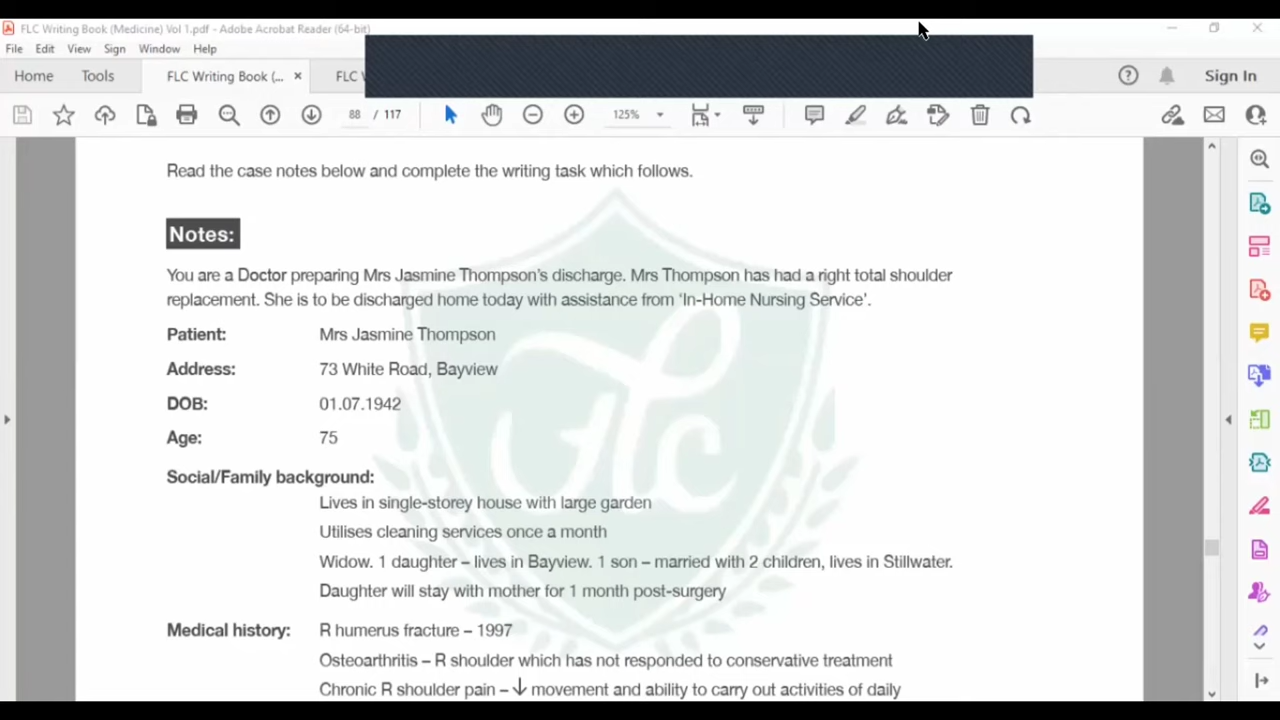 FLC Writing Book (Medicine) Vol 1.pdf - Adobe Acrobat Reader (64-bit)
File Edit View Sign Window Help
Home Tools FLC Writing Book (... × FLC Sign In
88 / 117 125%
Read the case notes below and complete the writing task which follows.
Notes:
You are a Doctor preparing Mrs Jasmine Thompson's discharge. Mrs Thompson has had a right total shoulder
replacement. She is to be discharged home today with assistance from 'In-Home Nursing Service'.
Patient: Mrs Jasmine Thompson
Address: 73 White Road, Bayview
DOB: 01.07.1942
Age: 75
Social/Family background:
Lives in single-storey house with large garden
Utilises cleaning services once a month
Widow. 1 daughter – lives in Bayview. 1 son – married with 2 children, lives in Stillwater.
Daughter will stay with mother for 1 month post-surgery
Medical history: R humerus fracture – 1997
Osteoarthritis – R shoulder which has not responded to conservative treatment
Chronic R shoulder pain – ↓ movement and ability to carry out activities of daily